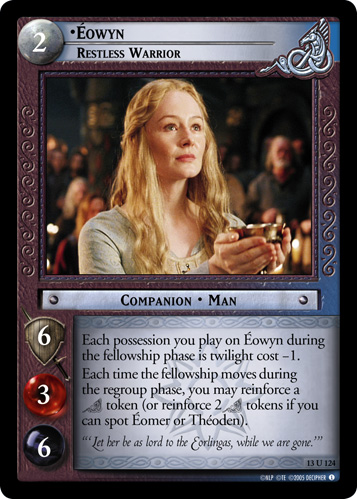 2
•Éowyn
Restless Warrior
Companion • Man
6
3
6
Each possession you play on Éowyn during
the fellowship phase is twilight cost –1.
Each time the fellowship moves during
the regroup phase, you may reinforce a
token (or reinforce 2 tokens if you
can spot Éomer or Théoden).
“‘Let her be as lord to the Eorlingas, while we are gone.’”
13 U 124
©NLP ©TE ©2005 DECIPHER